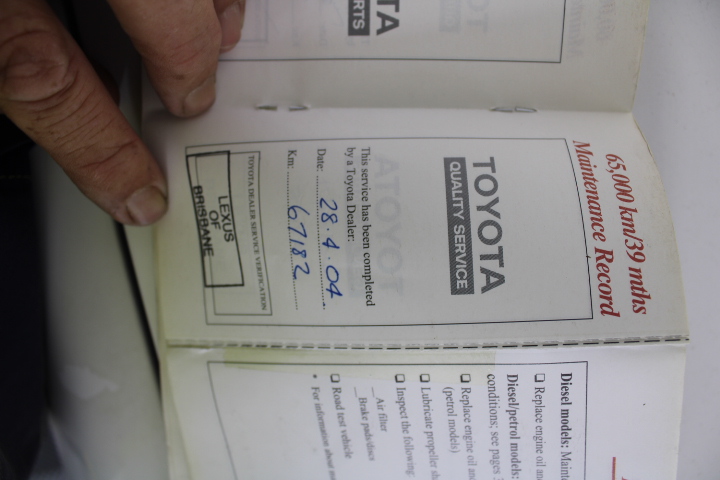 65,000 km/39 mths
Maintenance Record
TOYOTA
QUALITY SERVICE
This service has been completed
by a Toyota Dealer:
Date: 28.4.04
Km: 67182
TOYOTA DEALER SERVICE VERIFICATION
LEXUS
OF
BRISBANE
Diesel models:
Replace engine oil and
Diesel/petrol models:
conditions; see pages
Replace engine oil and
(petrol models)
Lubricate propeller
Inspect the following
Air filter
Brake pads/discs
Road test vehicle
• For information about